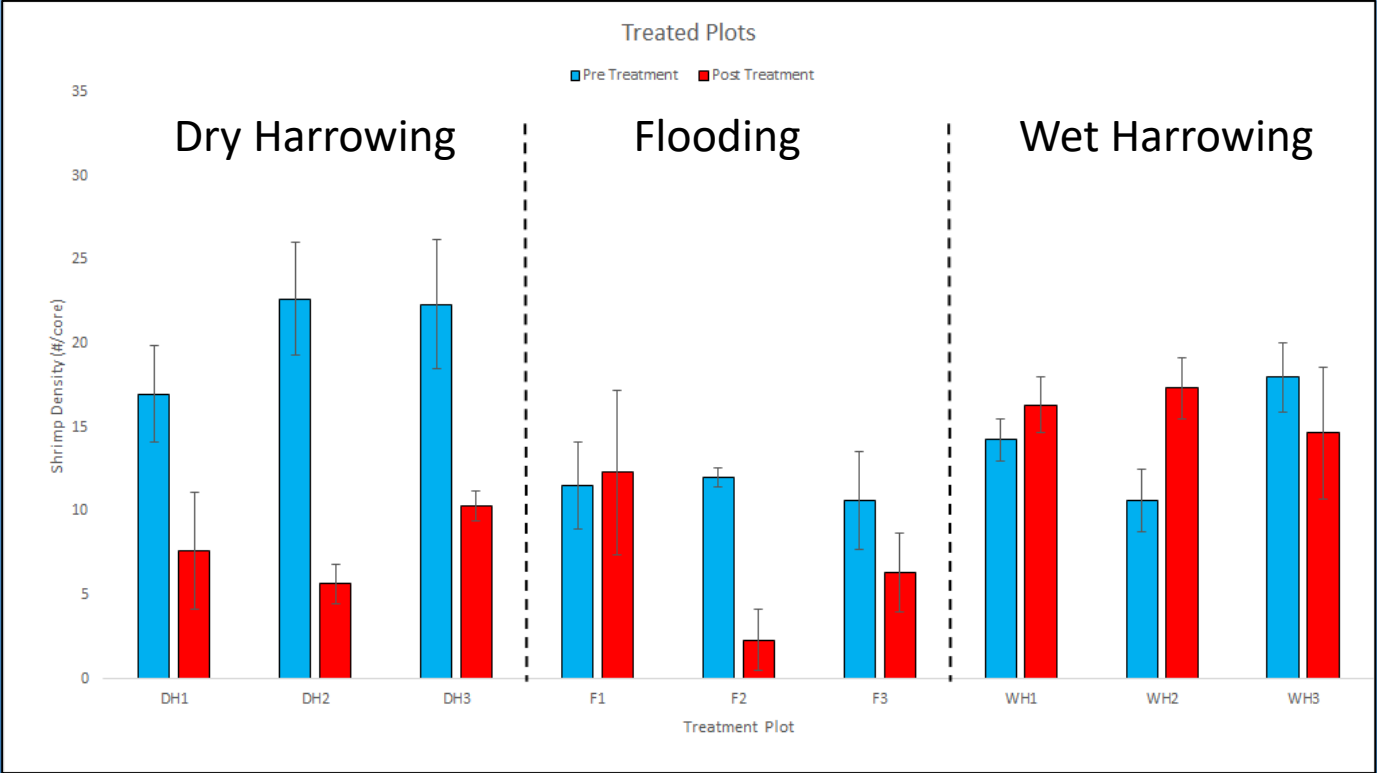 Treated Plots
Pre Treatment Post Treatment
Dry Harrowing Flooding Wet Harrowing
35
30
25
20
15
10
5
0
Shrimp Density (#/core)
DH1 DH2 DH3 F1 F2 F3 WH1 WH2 WH3
Treatment Plot